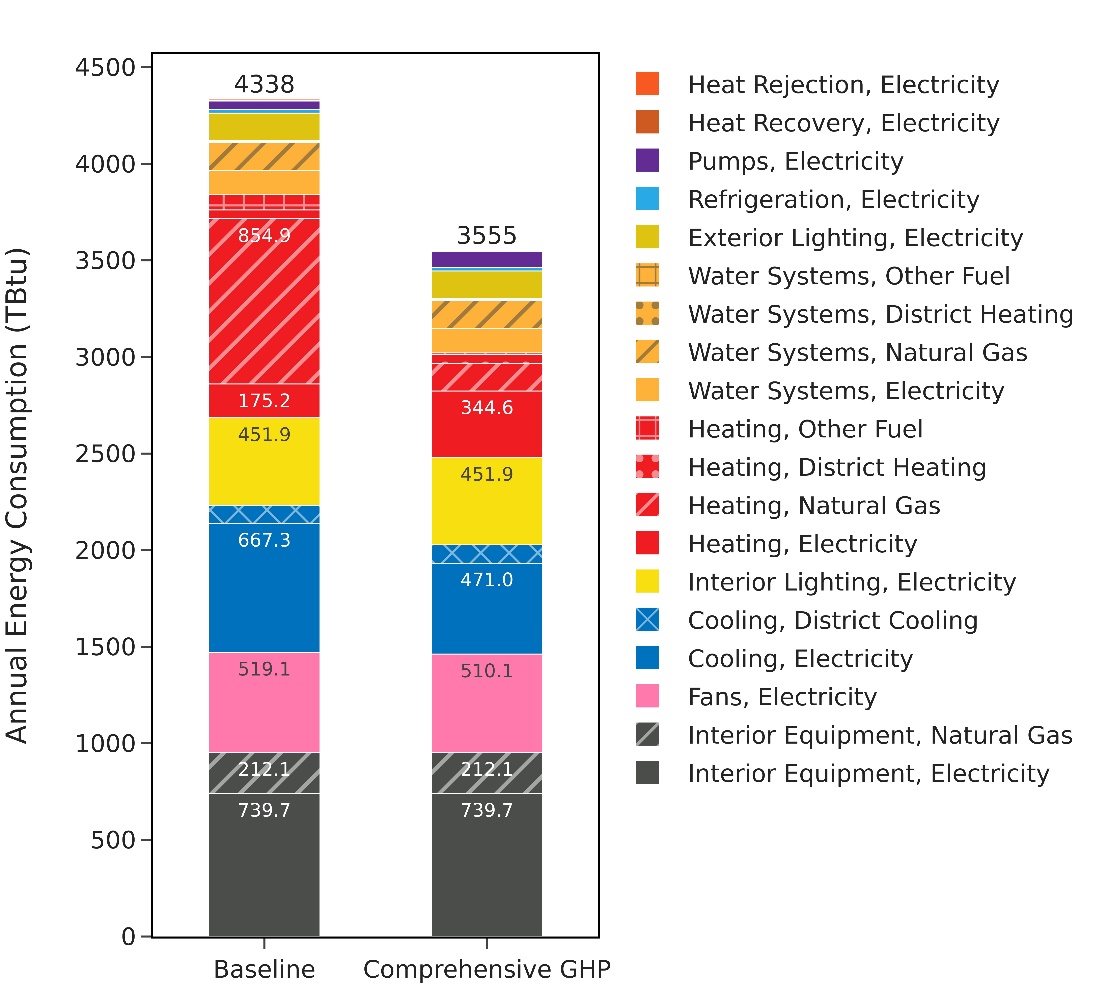 Annual Energy Consumption (TBtu)
4500
4000
3500
3000
2500
2000
1500
1000
500
0
4338
854.9
175.2
451.9
667.3
519.1
212.1
739.7
Baseline
3555
344.6
451.9
471.0
510.1
212.1
739.7
Comprehensive GHP
Heat Rejection, Electricity
Heat Recovery, Electricity
Pumps, Electricity
Refrigeration, Electricity
Exterior Lighting, Electricity
Water Systems, Other Fuel
Water Systems, District Heating
Water Systems, Natural Gas
Water Systems, Electricity
Heating, Other Fuel
Heating, District Heating
Heating, Natural Gas
Heating, Electricity
Interior Lighting, Electricity
Cooling, District Cooling
Cooling, Electricity
Fans, Electricity
Interior Equipment, Natural Gas
Interior Equipment, Electricity